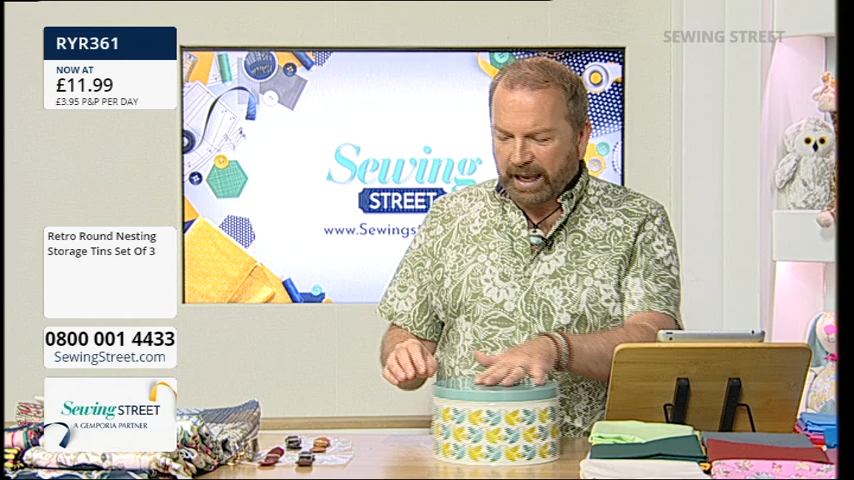 RYR361
NOW AT
£11.99
£3.95 P&P PER DAY
Retro Round Nesting
Storage Tins Set Of 3
0800 001 4433
SewingStreet.com
Sewing STREET
A GEMPORIA PARTNER
SEWING STREET
Sewing
STREET
www.Sewings